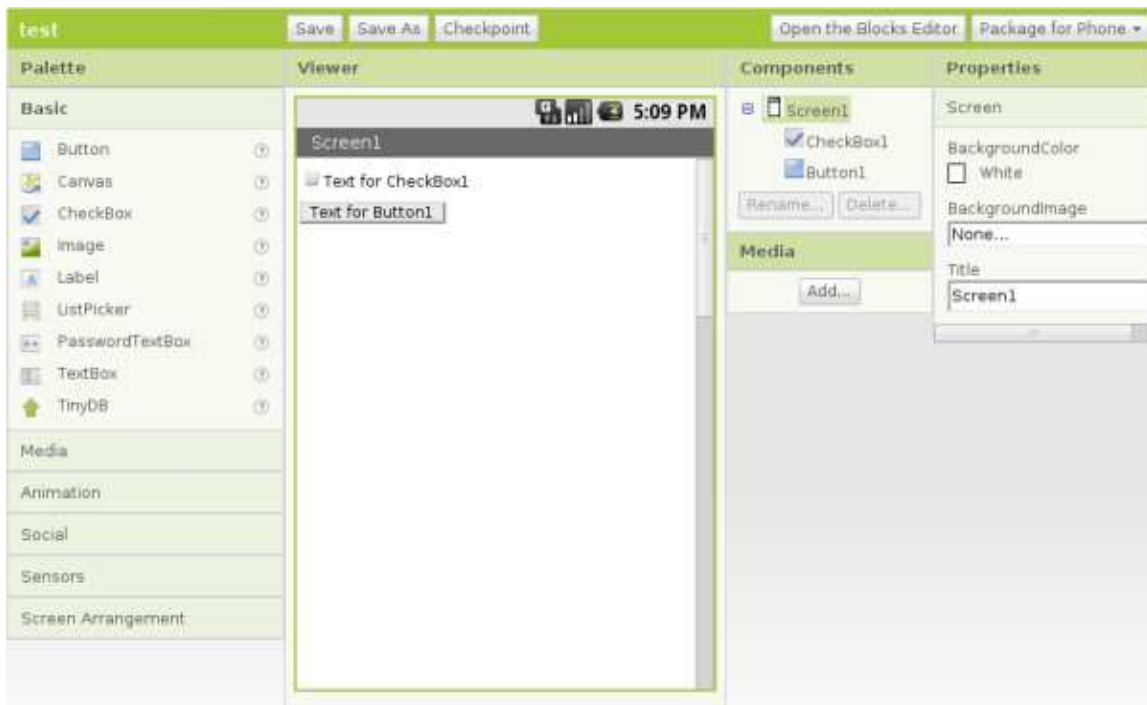 test
Save
Save As
Checkpoint
Open the Blocks Editor
Package for Phone
Palette
Basic
Button
Canvas
CheckBox
Image
Label
ListPicker
PasswordTextBox
TextBox
TinyDB
Media
Animation
Social
Sensors
Screen Arrangement
Viewer
5:09 PM
Screen1
Text for CheckBox1
Text for Button1
Components
Screen1
CheckBox1
Button1
Rename...
Delete...
Media
Add...
Properties
Screen
BackgroundColor
White
BackgroundImage
None...
Title
Screen1